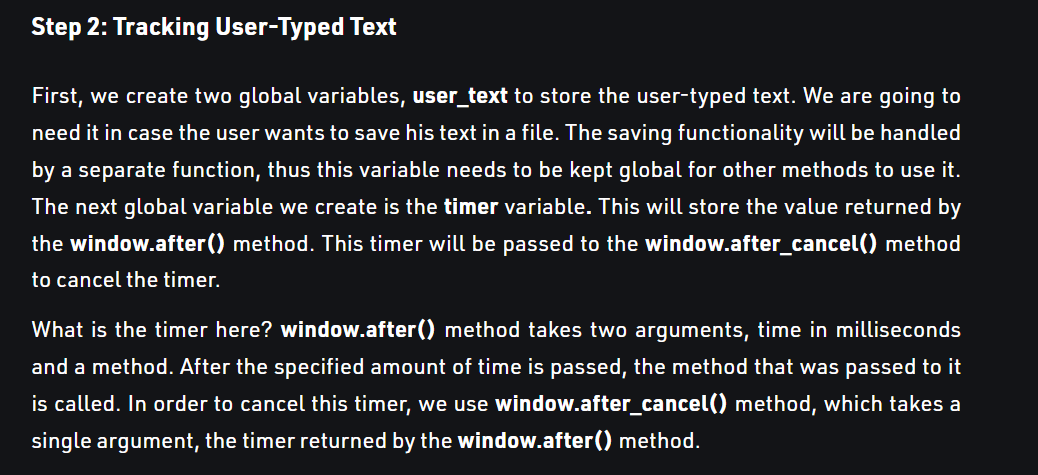 Step 2: Tracking User-Typed Text
First, we create two global variables, user_text to store the user-typed text. We are going to
need it in case the user wants to save his text in a file. The saving functionality will be handled
by a separate function, thus this variable needs to be kept global for other methods to use it.
The next global variable we create is the timer variable. This will store the value returned by
the window.after() method. This timer will be passed to the window.after_cancel() method
to cancel the timer.
What is the timer here? window.after() method takes two arguments, time in milliseconds
and a method. After the specified amount of time is passed, the method that was passed to it
is called. In order to cancel this timer, we use window.after_cancel() method, which takes a
single argument, the timer returned by the window.after() method.